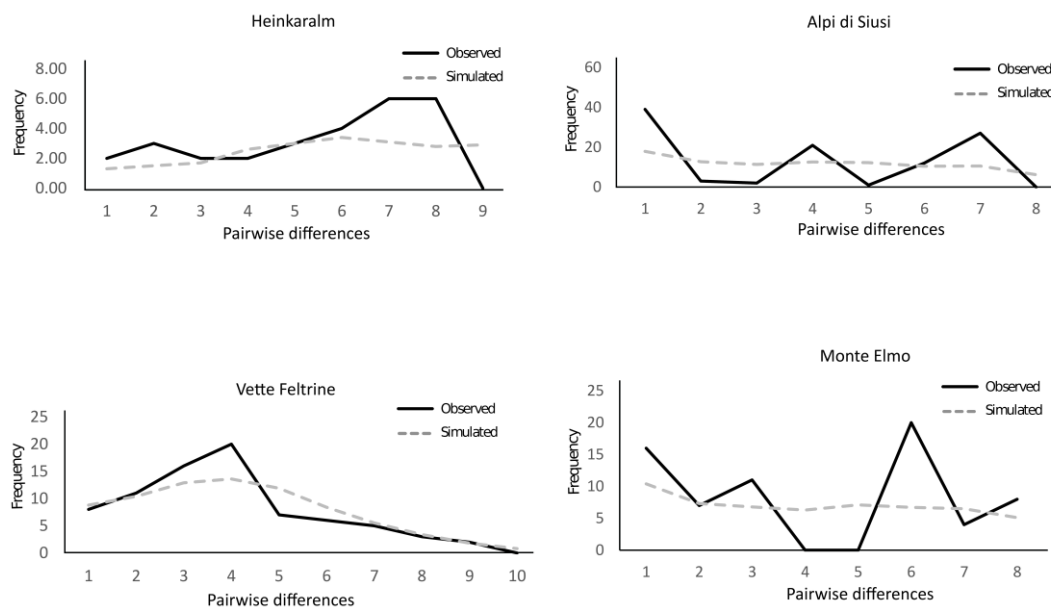 Heinkaralm
Observed
Simulated
8.00
6.00
4.00
2.00
0.00
Frequency
1 2 3 4 5 6 7 8 9
Pairwise differences
Alpi di Siusi
Observed
Simulated
60
40
20
0
Frequency
1 2 3 4 5 6 7 8
Pairwise differences
Vette Feltrine
Observed
Simulated
25
20
15
10
5
0
Frequency
1 2 3 4 5 6 7 8 9 10
Pairwise differences
Monte Elmo
Observed
Simulated
25
20
15
10
5
0
Frequency
1 2 3 4 5 6 7 8
Pairwise differences